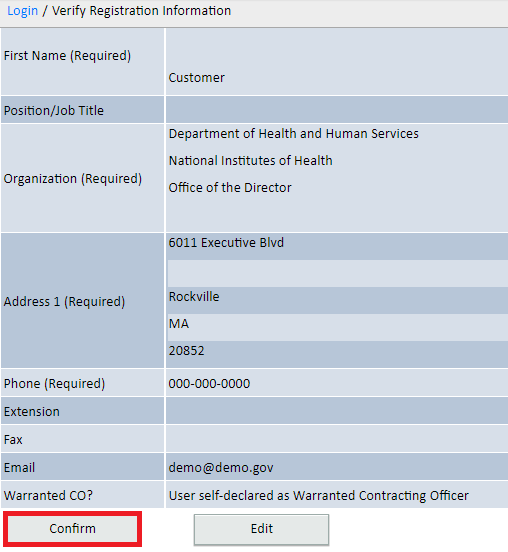 Login / Verify Registration Information
First Name (Required)
Customer
Position/Job Title
Organization (Required)
Department of Health and Human Services
National Institutes of Health
Office of the Director
Address 1 (Required)
6011 Executive Blvd
Rockville
MA
20852
Phone (Required)
000-000-0000
Extension
Fax
Email
demo@demo.gov
Warranted CO?
User self-declared as Warranted Contracting Officer
Confirm
Edit